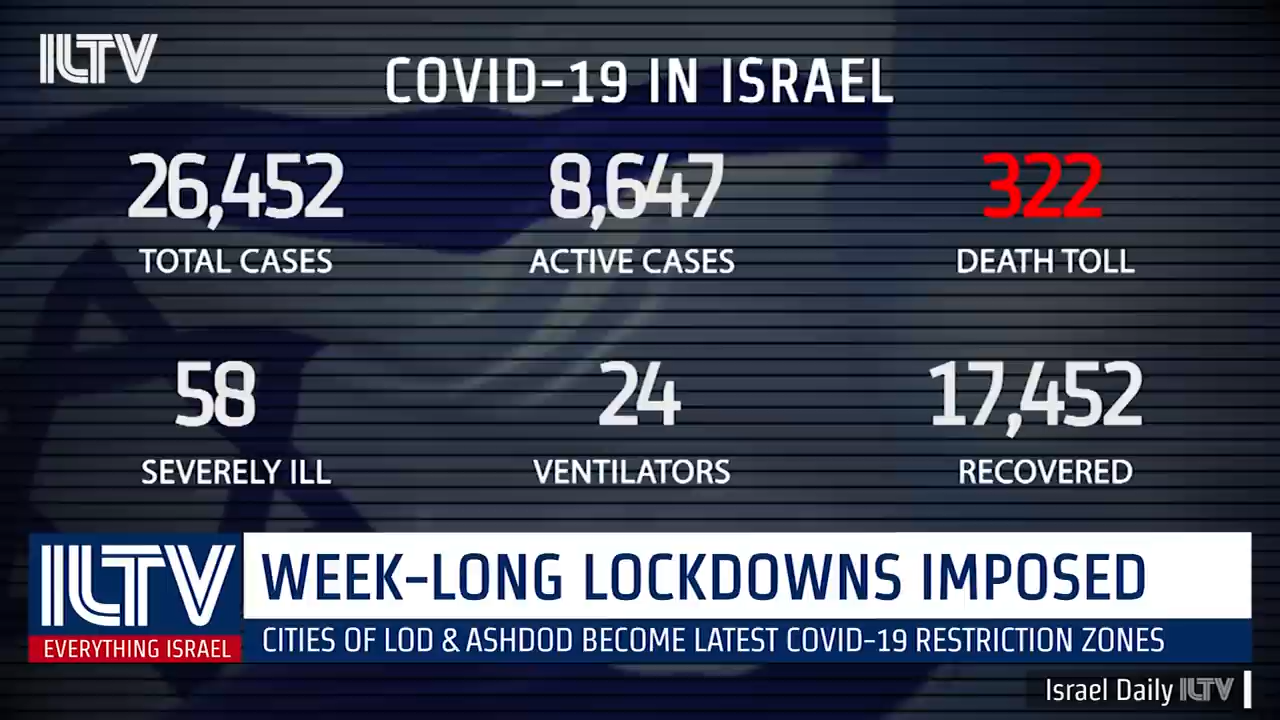 ILTV
COVID-19 IN ISRAEL
26,452 8,647 322
TOTAL CASES ACTIVE CASES DEATH TOLL
58 24 17,452
SEVERELY ILL VENTILATORS RECOVERED
ILTV
EVERYTHING ISRAEL
WEEK-LONG LOCKDOWNS IMPOSED
CITIES OF LOD & ASHDOD BECOME LATEST COVID-19 RESTRICTION ZONES
Israel Daily ILTV